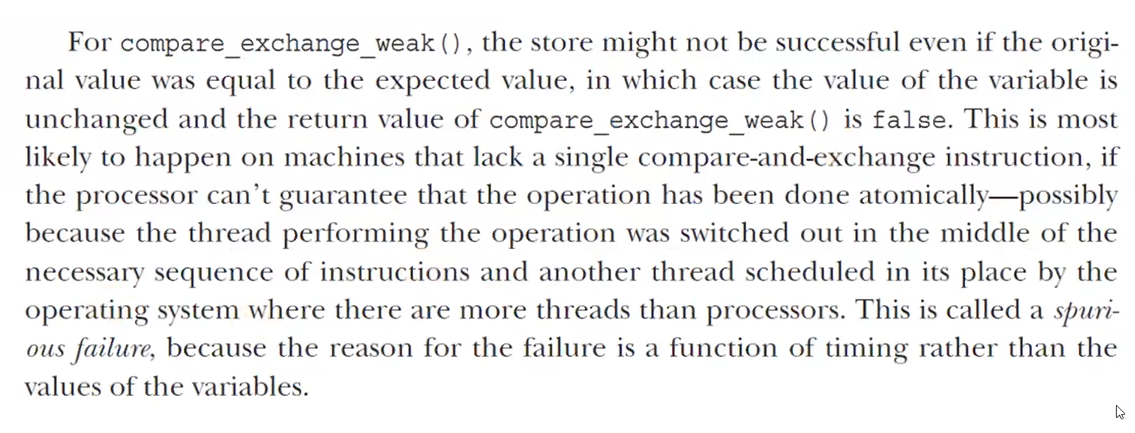 For compare_exchange_weak(), the store might not be successful even if the origi-
nal value was equal to the expected value, in which case the value of the variable is
unchanged and the return value of compare_exchange_weak() is false. This is most
likely to happen on machines that lack a single compare-and-exchange instruction, if
the processor can't guarantee that the operation has been done atomically—possibly
because the thread performing the operation was switched out in the middle of the
necessary sequence of instructions and another thread scheduled in its place by the
operating system where there are more threads than processors. This is called a spuri-
ous failure, because the reason for the failure is a function of timing rather than the
values of the variables.